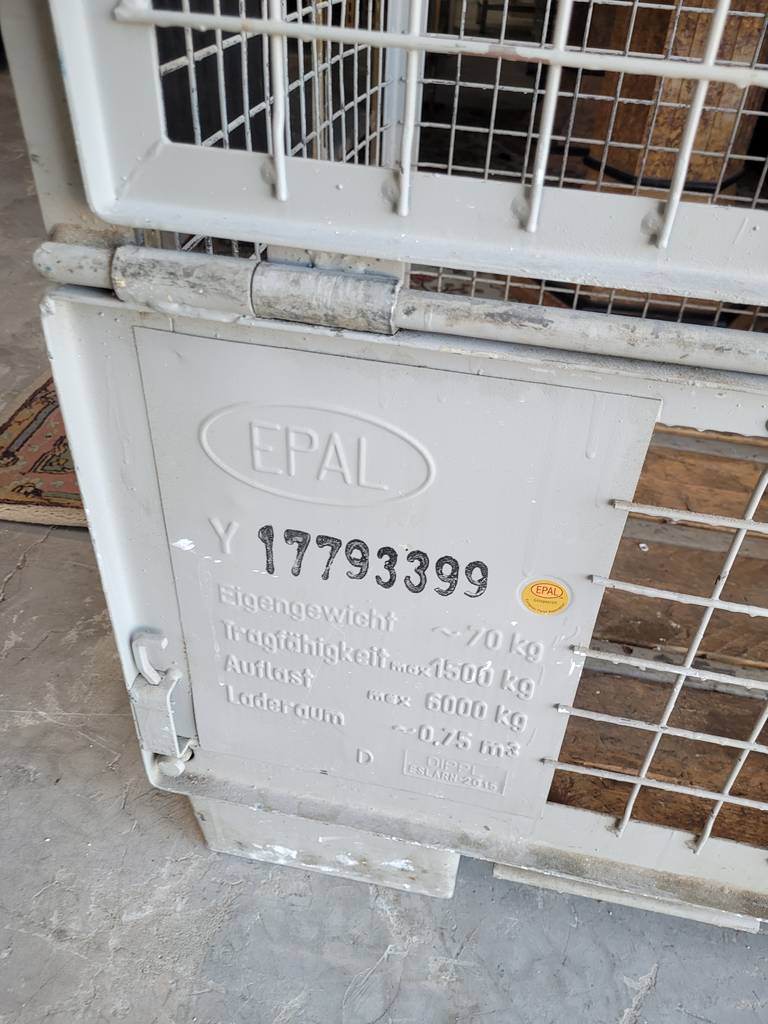 EPAL
Y 17793399
EPAL
Eigengewicht ~ 70 kg
Tragfähigkeit max 1500 kg
Auflast max 6000 kg
Laderaum ~0,75 m³
D
DIPPL
ESLARN 2015